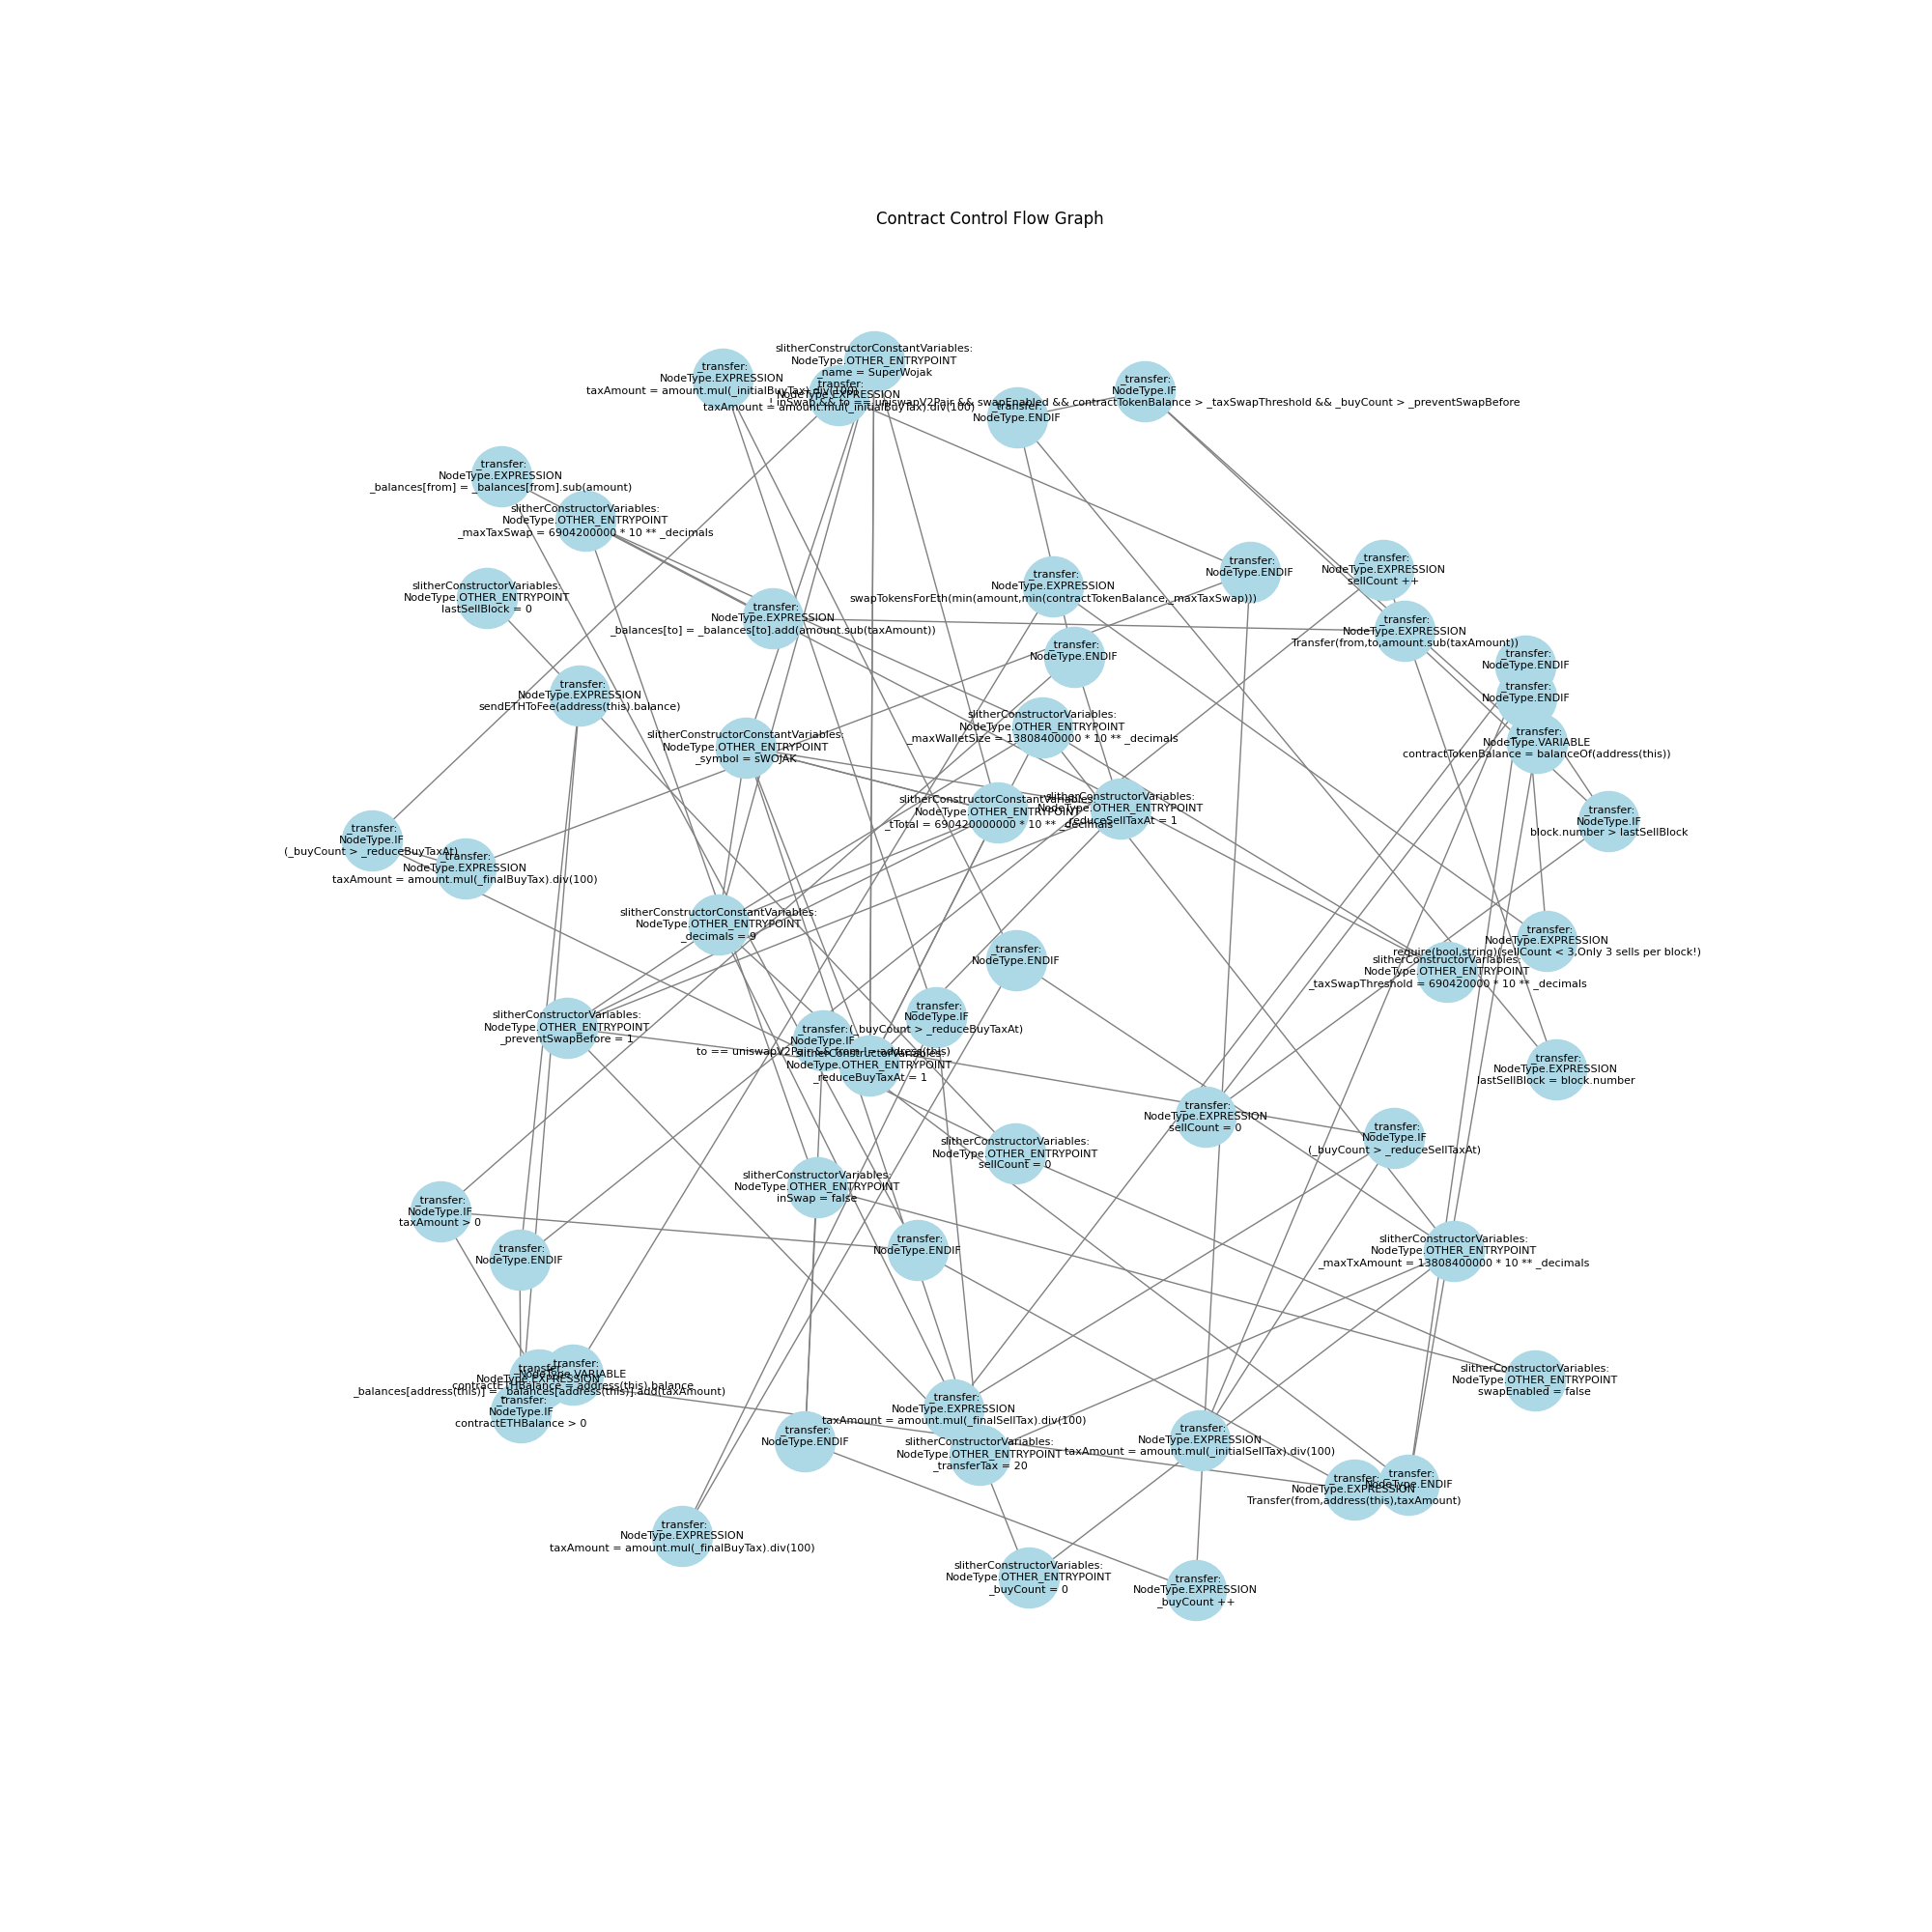 Contract Control Flow Graph
slitherConstructorConstantVariables:
NodeType.OTHER_ENTRYPOINT
_name = SuperWojak
_transfer:
NodeType.EXPRESSION
taxAmount = amount.mul(_initialBuyTax).div(100)
_transfer:
NodeType.EXPRESSION
taxAmount = amount.mul(_initialBuyTax).div(100)
_transfer:
NodeType.IF
! inSwap && to == uniswapV2Pair && swapEnabled && contractTokenBalance > _taxSwapThreshold && _buyCount > _preventSwapBefore
_transfer:
NodeType.ENDIF
_transfer:
NodeType.EXPRESSION
_balances[from] = _balances[from].sub(amount)
slitherConstructorVariables:
NodeType.OTHER_ENTRYPOINT
_maxTaxSwap = 6904200000 * 10 ** _decimals
slitherConstructorVariables:
NodeType.OTHER_ENTRYPOINT
lastSellBlock = 0
_transfer:
NodeType.EXPRESSION
swapTokensForEth(min(amount,min(contractTokenBalance,_maxTaxSwap)))
_transfer:
NodeType.ENDIF
_transfer:
NodeType.EXPRESSION
sellCount ++
_transfer:
NodeType.EXPRESSION
_balances[to] = _balances[to].add(amount.sub(taxAmount))
_transfer:
NodeType.EXPRESSION
Transfer(from,to,amount.sub(taxAmount))
_transfer:
NodeType.ENDIF
_transfer:
NodeType.ENDIF
_transfer:
NodeType.ENDIF
_transfer:
NodeType.EXPRESSION
sendETHToFee(address(this).balance)
slitherConstructorVariables:
NodeType.OTHER_ENTRYPOINT
_maxWalletSize = 13808400000 * 10 ** _decimals
slitherConstructorConstantVariables:
NodeType.OTHER_ENTRYPOINT
_symbol = sWOJAK
_transfer:
NodeType.VARIABLE
contractTokenBalance = balanceOf(address(this))
slitherConstructorConstantVariables:
NodeType.OTHER_ENTRYPOINT
_tTotal = 690420000000 * 10 ** _decimals
slitherConstructorVariables:
NodeType.OTHER_ENTRYPOINT
_reduceSellTaxAt = 1
_transfer:
NodeType.IF
block.number > lastSellBlock
_transfer:
NodeType.IF
(_buyCount > _reduceBuyTaxAt)
_transfer:
NodeType.EXPRESSION
taxAmount = amount.mul(_finalBuyTax).div(100)
slitherConstructorConstantVariables:
NodeType.OTHER_ENTRYPOINT
_decimals = 9
_transfer:
NodeType.ENDIF
_transfer:
NodeType.EXPRESSION
require(bool,string)(sellCount < 3,Only 3 sells per block!)
slitherConstructorVariables:
NodeType.OTHER_ENTRYPOINT
_taxSwapThreshold = 690420000 * 10 ** _decimals
slitherConstructorVariables:
NodeType.OTHER_ENTRYPOINT
_preventSwapBefore = 1
_transfer:
NodeType.IF
(_buyCount > _reduceBuyTaxAt)
_transfer:
NodeType.IF
to == uniswapV2Pair && from != address(this)
slitherConstructorVariables:
NodeType.OTHER_ENTRYPOINT
_reduceBuyTaxAt = 1
_transfer:
NodeType.EXPRESSION
lastSellBlock = block.number
_transfer:
NodeType.EXPRESSION
sellCount = 0
_transfer:
NodeType.IF
(_buyCount > _reduceSellTaxAt)
slitherConstructorVariables:
NodeType.OTHER_ENTRYPOINT
sellCount = 0
slitherConstructorVariables:
NodeType.OTHER_ENTRYPOINT
inSwap = false
_transfer:
NodeType.IF
taxAmount > 0
_transfer:
NodeType.ENDIF
_transfer:
NodeType.ENDIF
slitherConstructorVariables:
NodeType.OTHER_ENTRYPOINT
_maxTxAmount = 13808400000 * 10 ** _decimals
_transfer:
NodeType.VARIABLE
contractETHBalance = address(this).balance
_transfer:
NodeType.EXPRESSION
_balances[address(this)] = _balances[address(this)].add(taxAmount)
_transfer:
NodeType.IF
contractETHBalance > 0
slitherConstructorVariables:
NodeType.OTHER_ENTRYPOINT
swapEnabled = false
_transfer:
NodeType.EXPRESSION
taxAmount = amount.mul(_finalSellTax).div(100)
_transfer:
NodeType.ENDIF
slitherConstructorVariables:
NodeType.OTHER_ENTRYPOINT
_transferTax = 20
_transfer:
NodeType.EXPRESSION
taxAmount = amount.mul(_initialSellTax).div(100)
_transfer:
NodeType.EXPRESSION
Transfer(from,address(this),taxAmount)
_transfer:
NodeType.ENDIF
_transfer:
NodeType.EXPRESSION
taxAmount = amount.mul(_finalBuyTax).div(100)
slitherConstructorVariables:
NodeType.OTHER_ENTRYPOINT
_buyCount = 0
_transfer:
NodeType.EXPRESSION
_buyCount ++